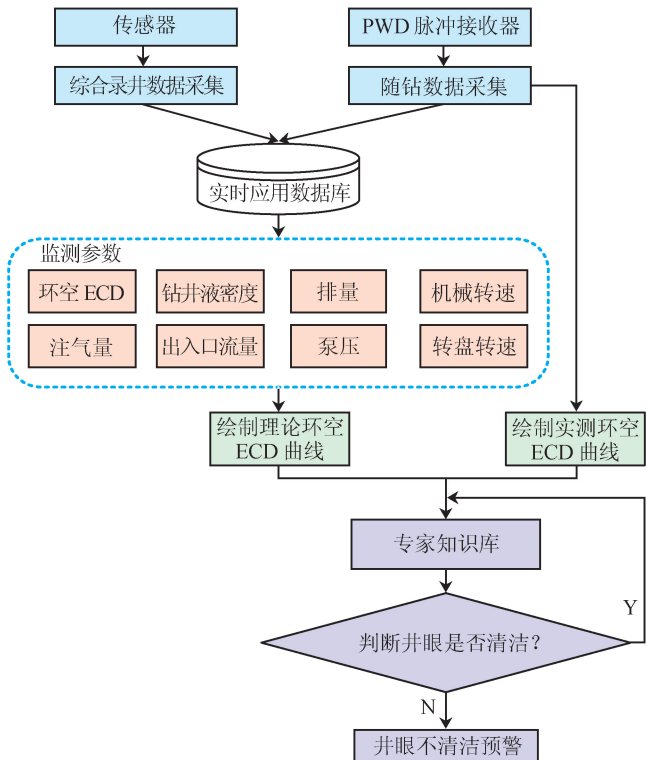 传感器
PWD 脉冲接收器
综合录井数据采集
随钻数据采集
实时应用数据库
监测参数
环空 ECD
钻井液密度
排量
机械转速
注气量
出入口流量
泵压
转盘转速
绘制理论环空
ECD 曲线
绘制实测环空
ECD 曲线
专家知识库
Y
判断井眼是否清洁?
N
井眼不清洁预警